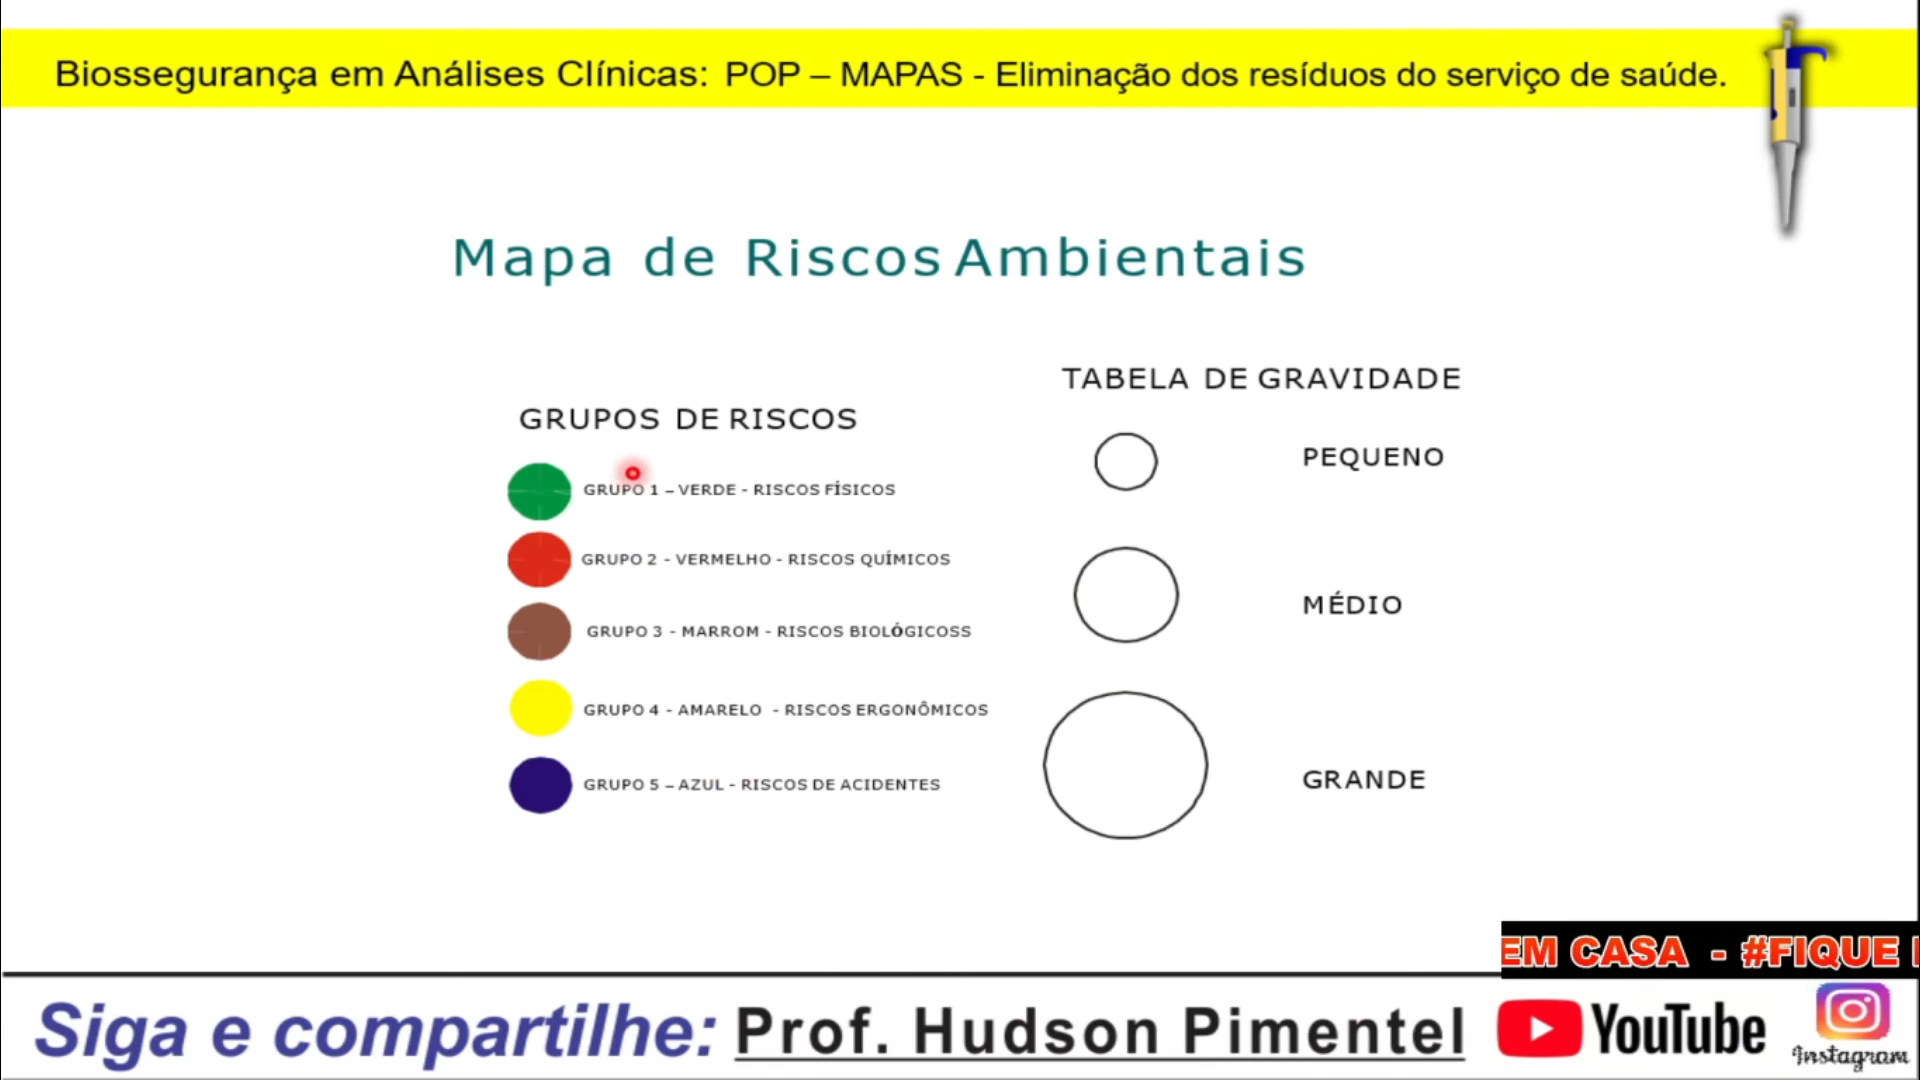 Biossegurança em Análises Clínicas: POP – MAPAS - Eliminação dos resíduos do serviço de saúde.
Mapa de Riscos Ambientais
GRUPOS DE RISCOS
GRUPO 1 – VERDE - RISCOS FÍSICOS
GRUPO 2 - VERMELHO - RISCOS QUÍMICOS
GRUPO 3 - MARROM - RISCOS BIOLÓGICOSS
GRUPO 4 - AMARELO - RISCOS ERGONÔMICOS
GRUPO 5 – AZUL - RISCOS DE ACIDENTES
TABELA DE GRAVIDADE
PEQUENO
MÉDIO
GRANDE
EM CASA - #FIQUE
Siga e compartilhe: Prof. Hudson Pimentel YouTube
Instagram